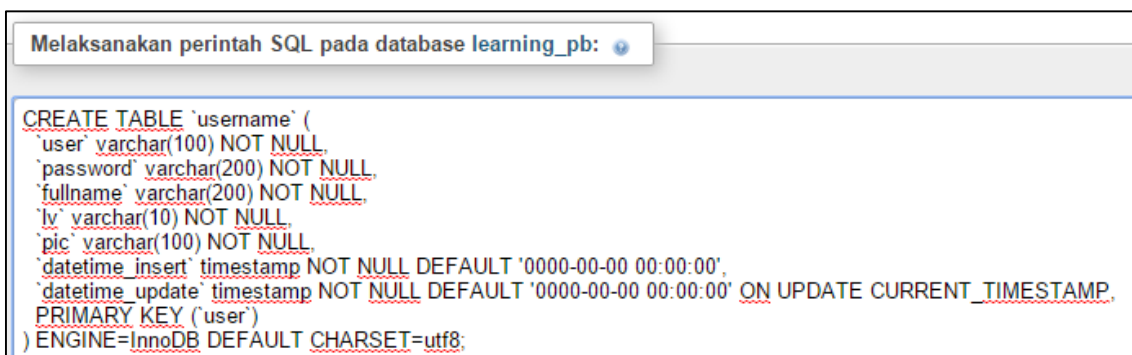 Melaksanakan perintah SQL pada database learning_pb:
CREATE TABLE `username` (
`user` varchar(100) NOT NULL,
`password` varchar(200) NOT NULL,
`fullname` varchar(200) NOT NULL,
`lv` varchar(10) NOT NULL,
`pic` varchar(100) NOT NULL,
`datetime_insert` timestamp NOT NULL DEFAULT '0000-00-00 00:00:00',
`datetime_update` timestamp NOT NULL DEFAULT '0000-00-00 00:00:00' ON UPDATE CURRENT_TIMESTAMP,
PRIMARY KEY (`user`)
) ENGINE=InnoDB DEFAULT CHARSET=utf8;